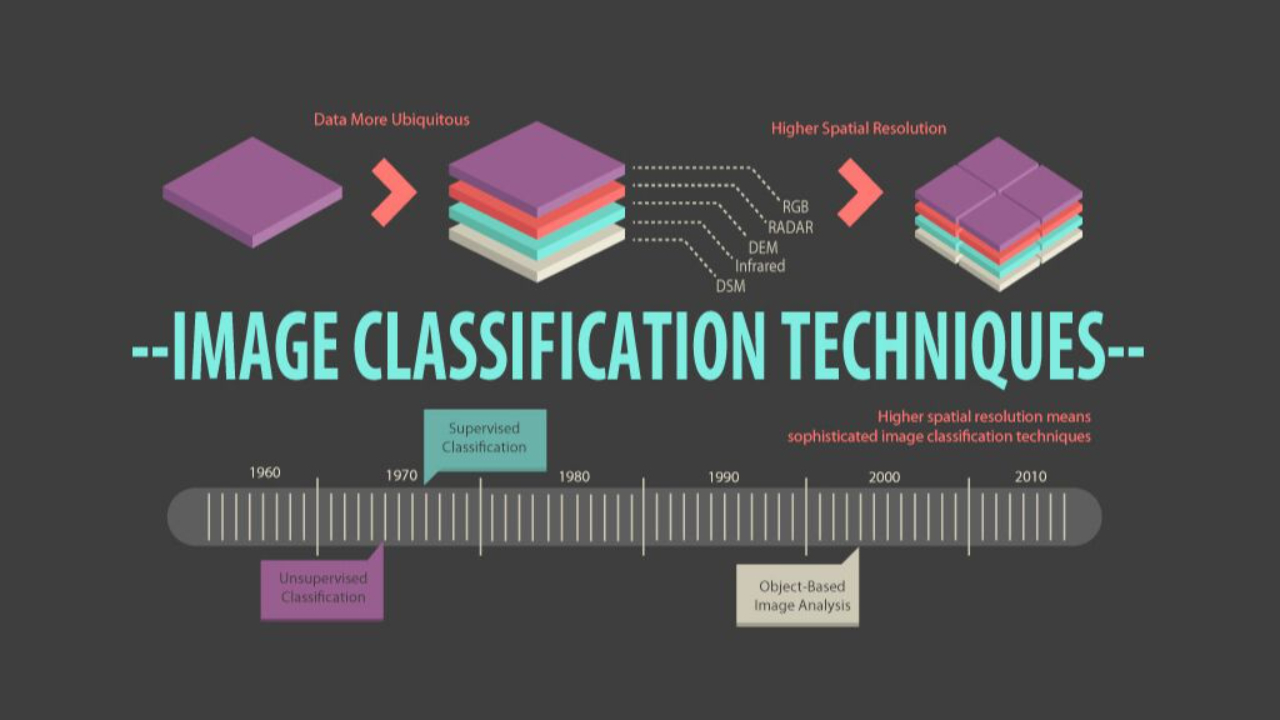 Data More Ubiquitous
Higher Spatial Resolution
RGB
RADAR
DEM
Infrared
DSM
--IMAGE CLASSIFICATION TECHNIQUES--
Higher spatial resolution means
sophisticated image classification techniques
Supervised
Classification
1960
1970
1980
1990
2000
2010
Unsupervised
Classification
Object-Based
Image Analysis